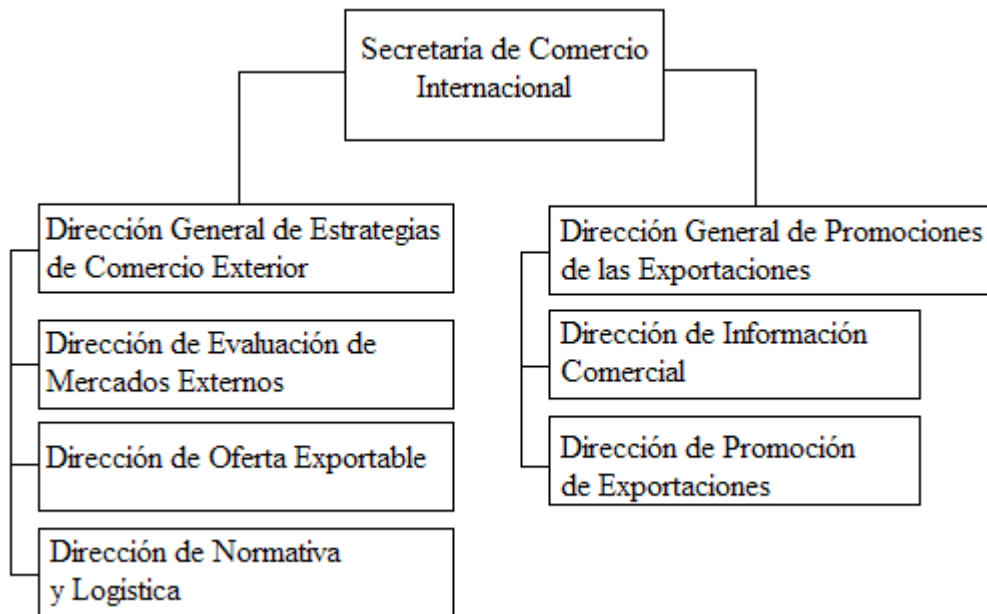 Secretaría de Comercio
Internacional
Dirección General de Estrategias
de Comercio Exterior
Dirección de Evaluación de
Mercados Externos
Dirección de Oferta Exportable
Dirección de Normativa
y Logística
Dirección General de Promociones
de las Exportaciones
Dirección de Información
Comercial
Dirección de Promoción
de Exportaciones